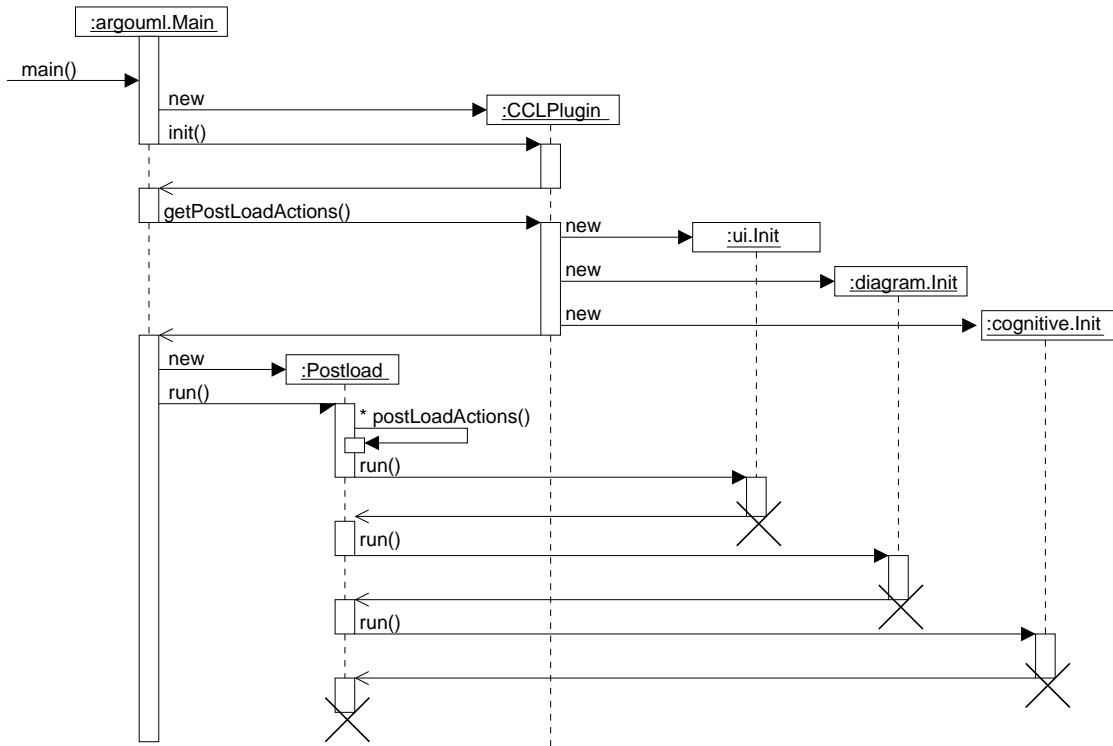 :argouml.Main
main()
new
:CCLPlugin
init()
getPostLoadActions()
new
:ui.Init
new
:diagram.Init
new
:cognitive.Init
new
:Postload
run()
* postLoadActions()
run()
run()
run()